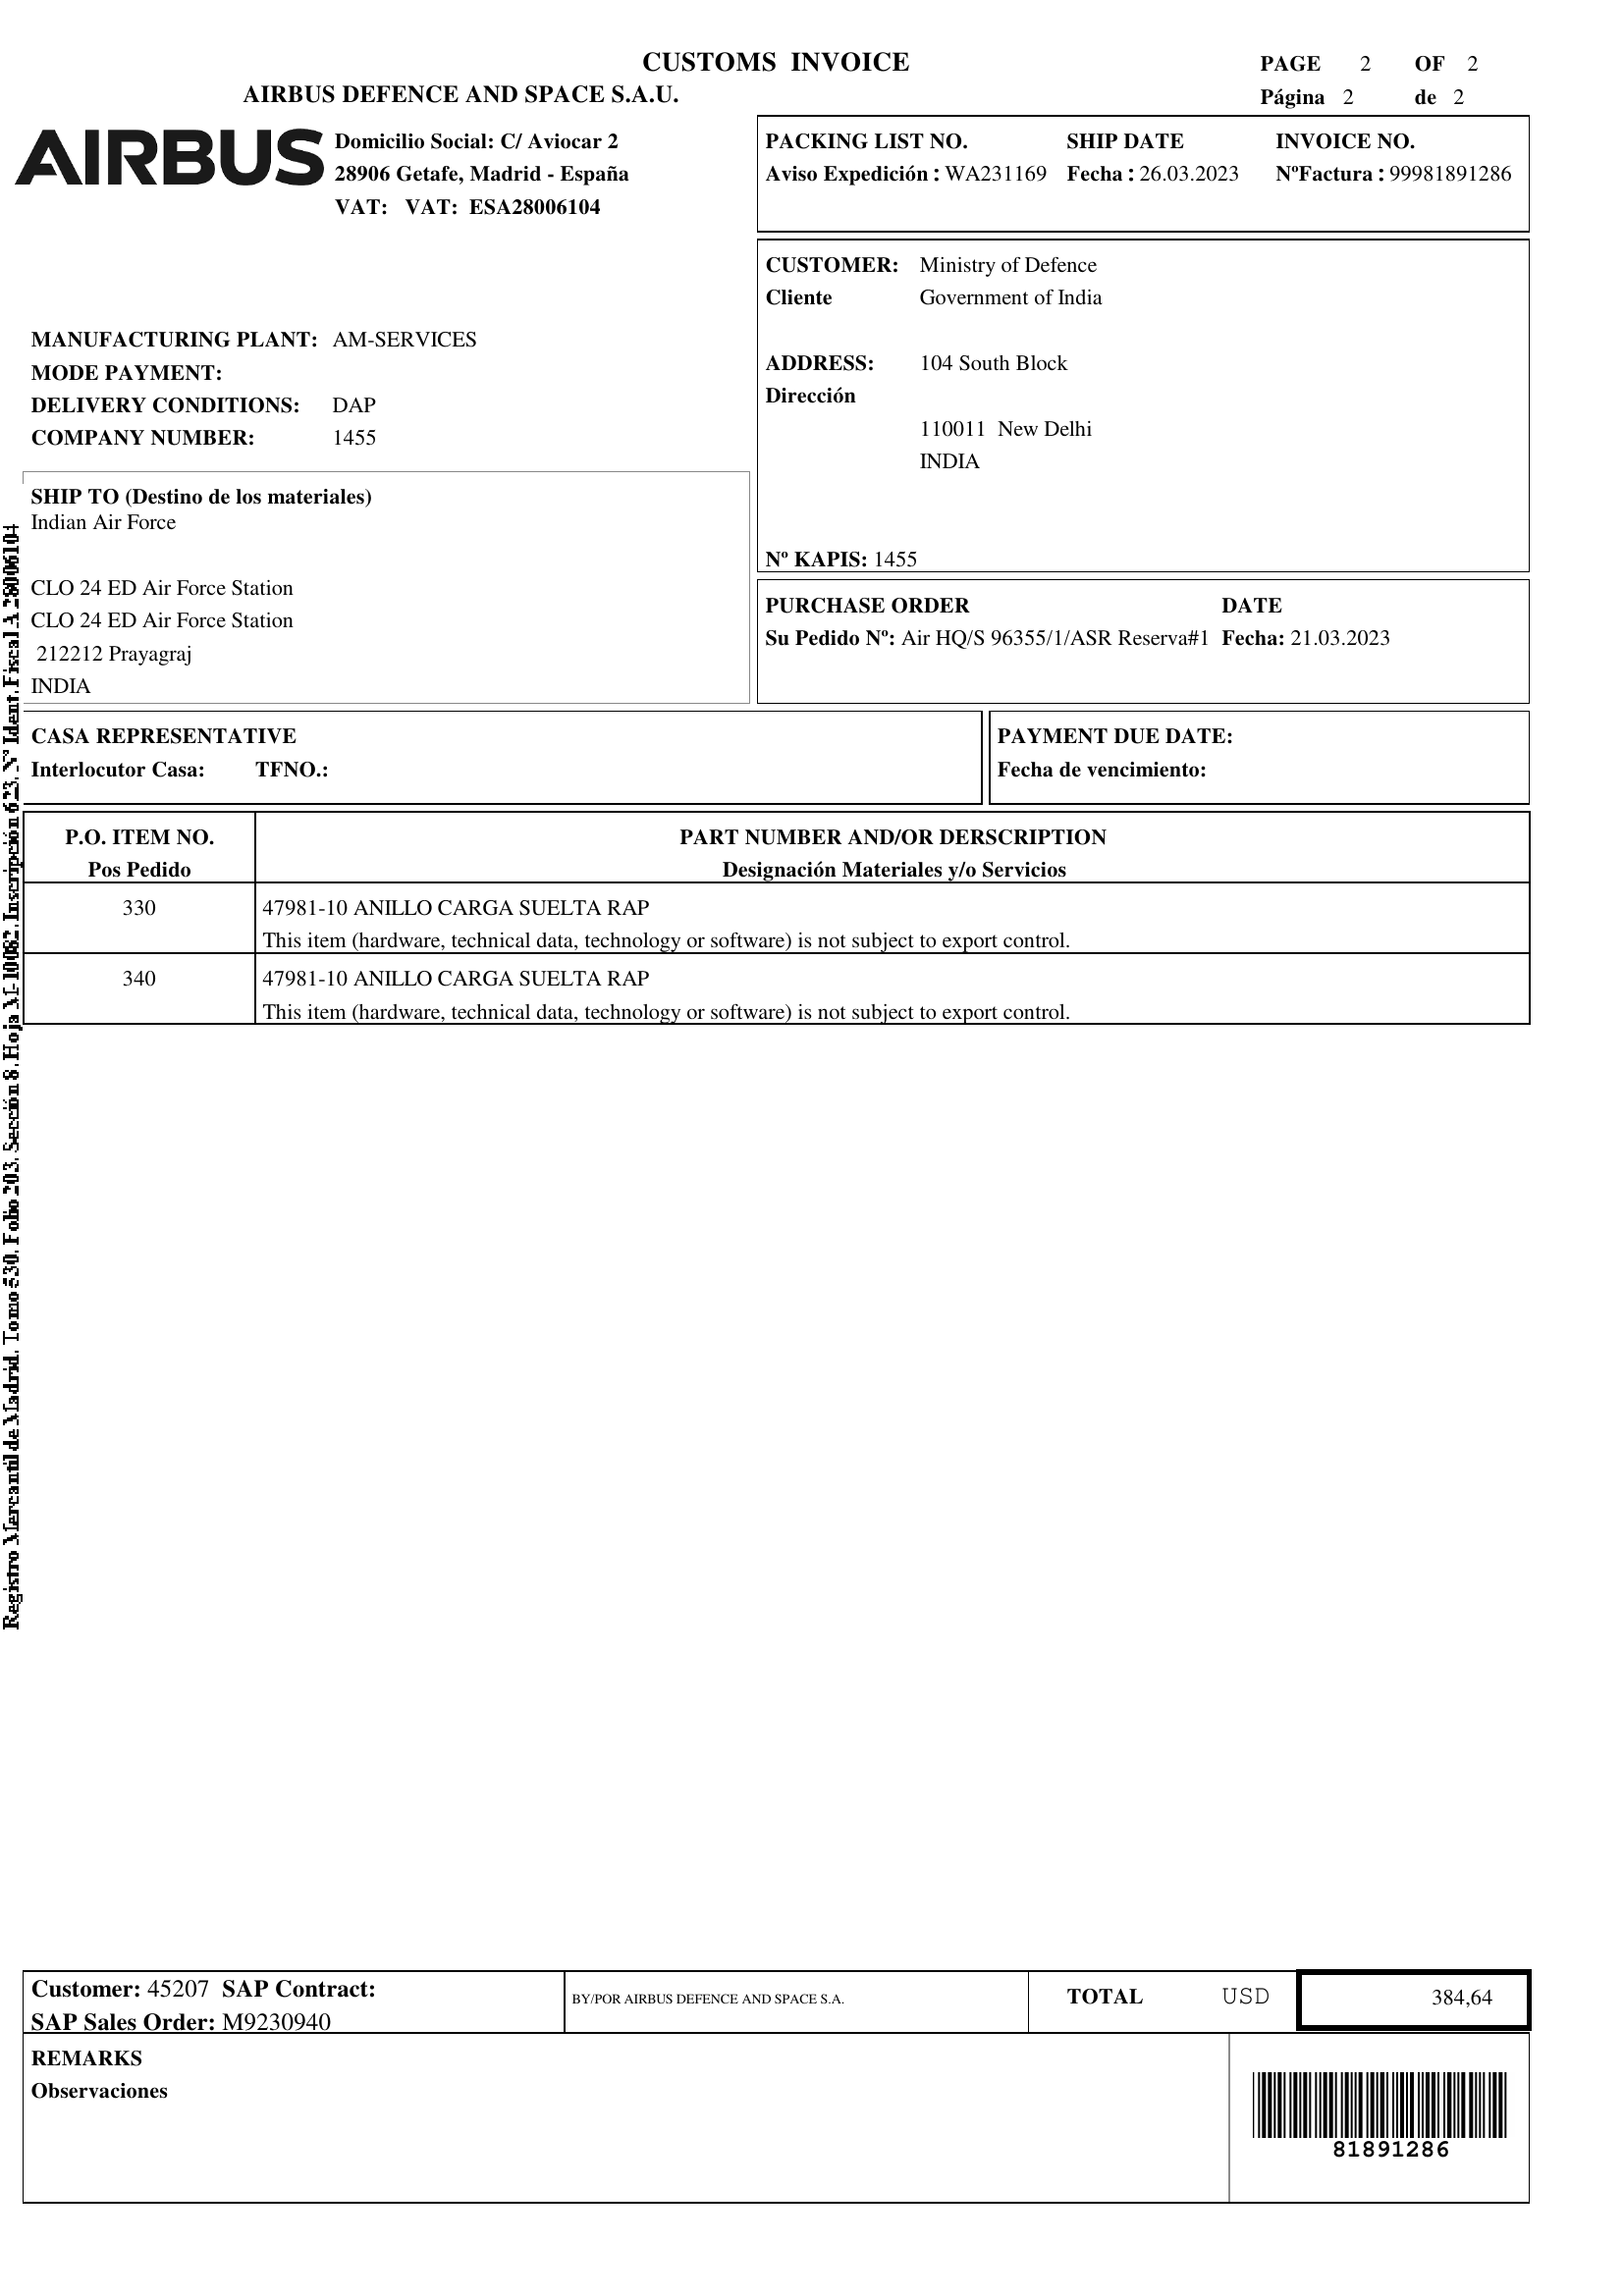 CUSTOMS INVOICE
PAGE 2 OF 2
AIRBUS DEFENCE AND SPACE S.A.U.
Página 2 de 2
AIRBUS
Domicilio Social: C/ Aviocar 2
28906 Getafe, Madrid - España
VAT: VAT: ESA28006104
PACKING LIST NO. SHIP DATE INVOICE NO.
Aviso Expedición : WA231169 Fecha : 26.03.2023 NºFactura : 99981891286
CUSTOMER: Ministry of Defence
Cliente Government of India
ADDRESS: 104 South Block
Dirección
110011 New Delhi
INDIA
Nº KAPIS: 1455
MANUFACTURING PLANT: AM-SERVICES
MODE PAYMENT:
DELIVERY CONDITIONS: DAP
COMPANY NUMBER: 1455
SHIP TO (Destino de los materiales)
Indian Air Force
CLO 24 ED Air Force Station
CLO 24 ED Air Force Station
212212 Prayagraj
INDIA
PURCHASE ORDER DATE
Su Pedido Nº: Air HQ/S 96355/1/ASR Reserva#1 Fecha: 21.03.2023
CASA REPRESENTATIVE
Interlocutor Casa: TFNO.:
PAYMENT DUE DATE:
Fecha de vencimiento:
P.O. ITEM NO. PART NUMBER AND/OR DERSCRIPTION
Pos Pedido Designación Materiales y/o Servicios
330 47981-10 ANILLO CARGA SUELTA RAP
This item (hardware, technical data, technology or software) is not subject to export control.
340 47981-10 ANILLO CARGA SUELTA RAP
This item (hardware, technical data, technology or software) is not subject to export control.
Registro Mercantil de Madrid, Tomo 530, Folio 203, Sección 8, Hoja M-10082, Inscripción 623, Nº Ident. Fiscal A 28006104
Customer: 45207 SAP Contract:
SAP Sales Order: M9230940
BY/POR AIRBUS DEFENCE AND SPACE S.A.
TOTAL USD 384,64
REMARKS
Observaciones
81891286